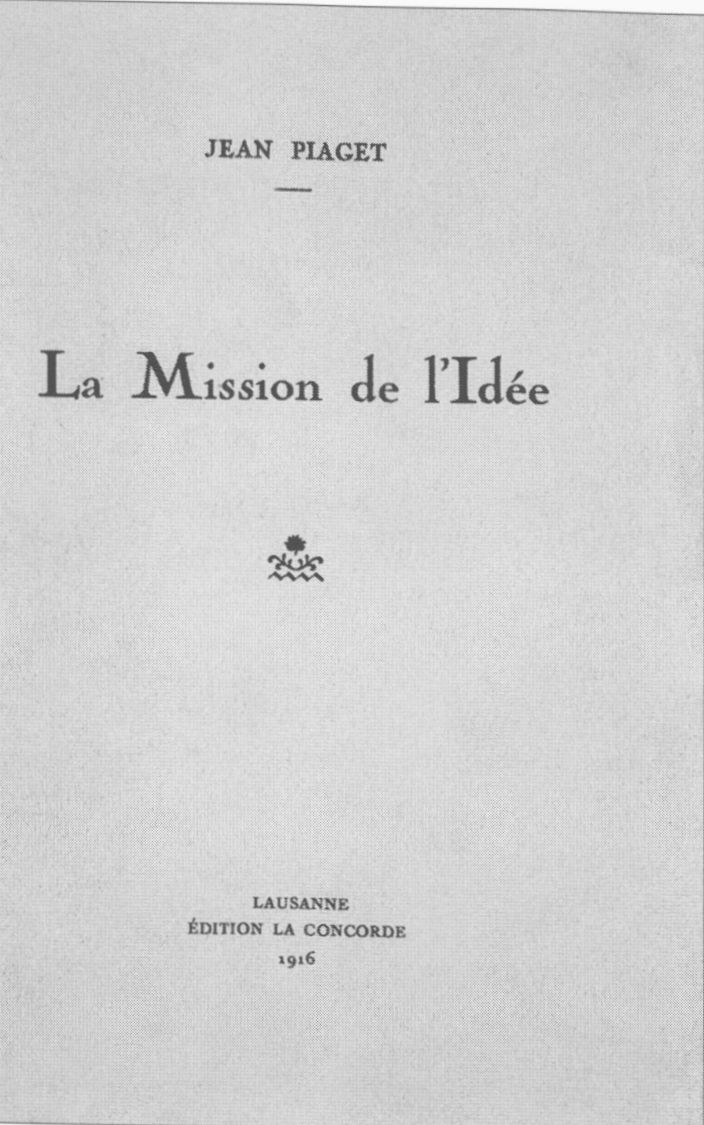 JEAN PIAGET
La Mission de l'Idée
LAUSANNE
ÉDITION LA CONCORDE
1916